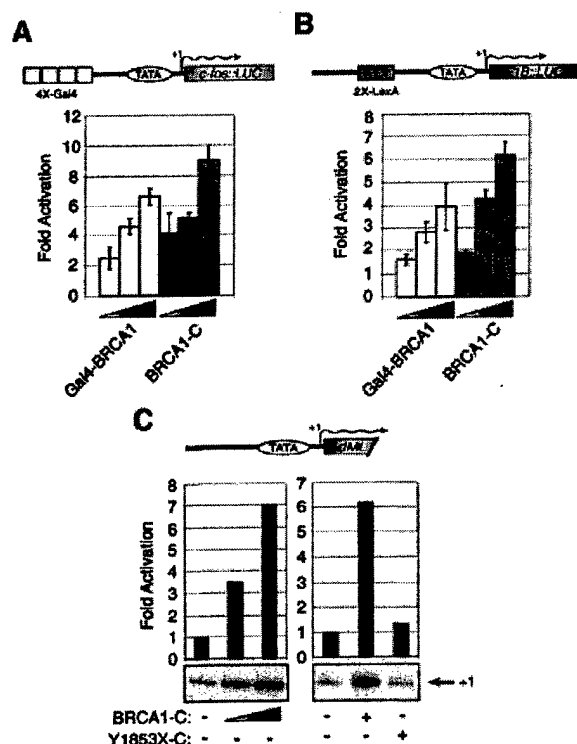 A
+1
TATA
c-fos::LUC
4X-Gal4
Fold Activation
12
10
8
6
4
2
0
Gal4-BRCA1
BRCA1-C
B
+1
TATA
2X-LexA
Fold Activation
8
7
6
5
4
3
2
1
0
Gal4-BRCA1
BRCA1-C
C
+1
TATA
Fold Activation
8
7
6
5
4
3
2
1
0
7
6
5
4
3
2
1
0
+1
BRCA1-C: - - +
Y1853X-C: - - - - - +